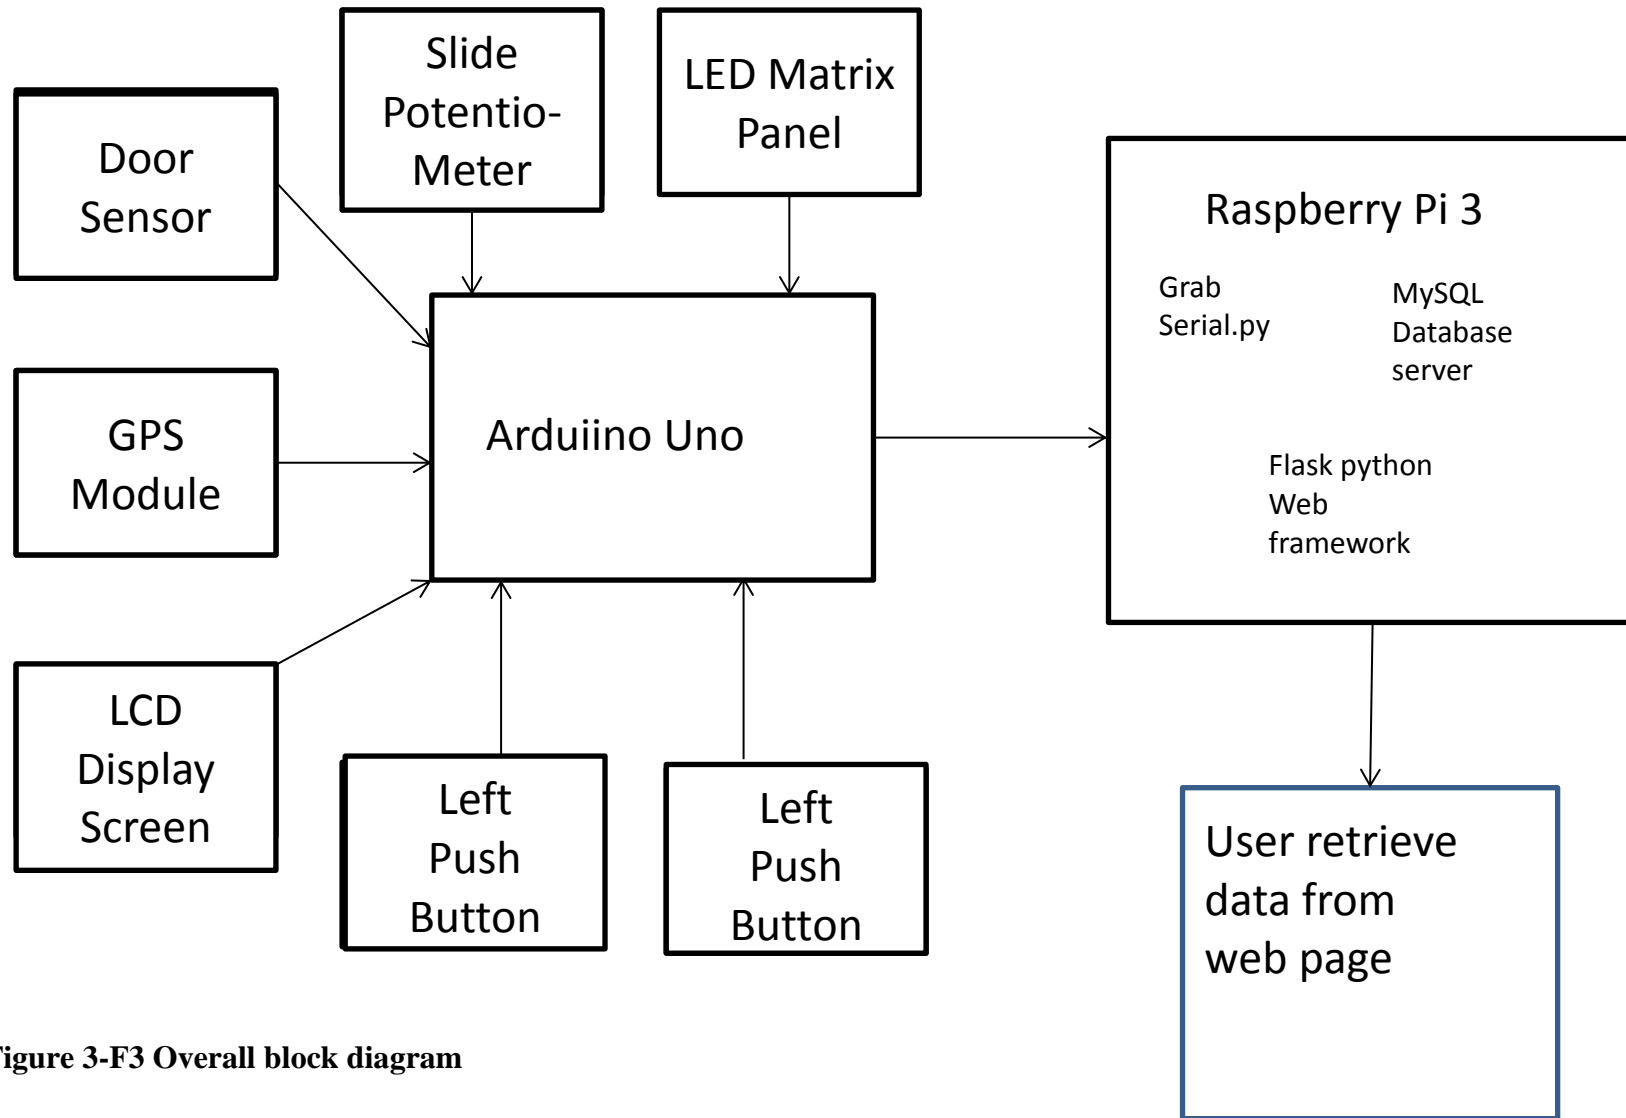 Slide
Potentio-
Meter
LED Matrix
Panel
Door
Sensor
Raspberry Pi 3
Grab
Serial.py
MySQL
Database
server
GPS
Module
Arduiino Uno
Flask python
Web
framework
LCD
Display
Screen
Left
Push
Button
Left
Push
Button
User retrieve
data from
web page
Figure 3-F3 Overall block diagram